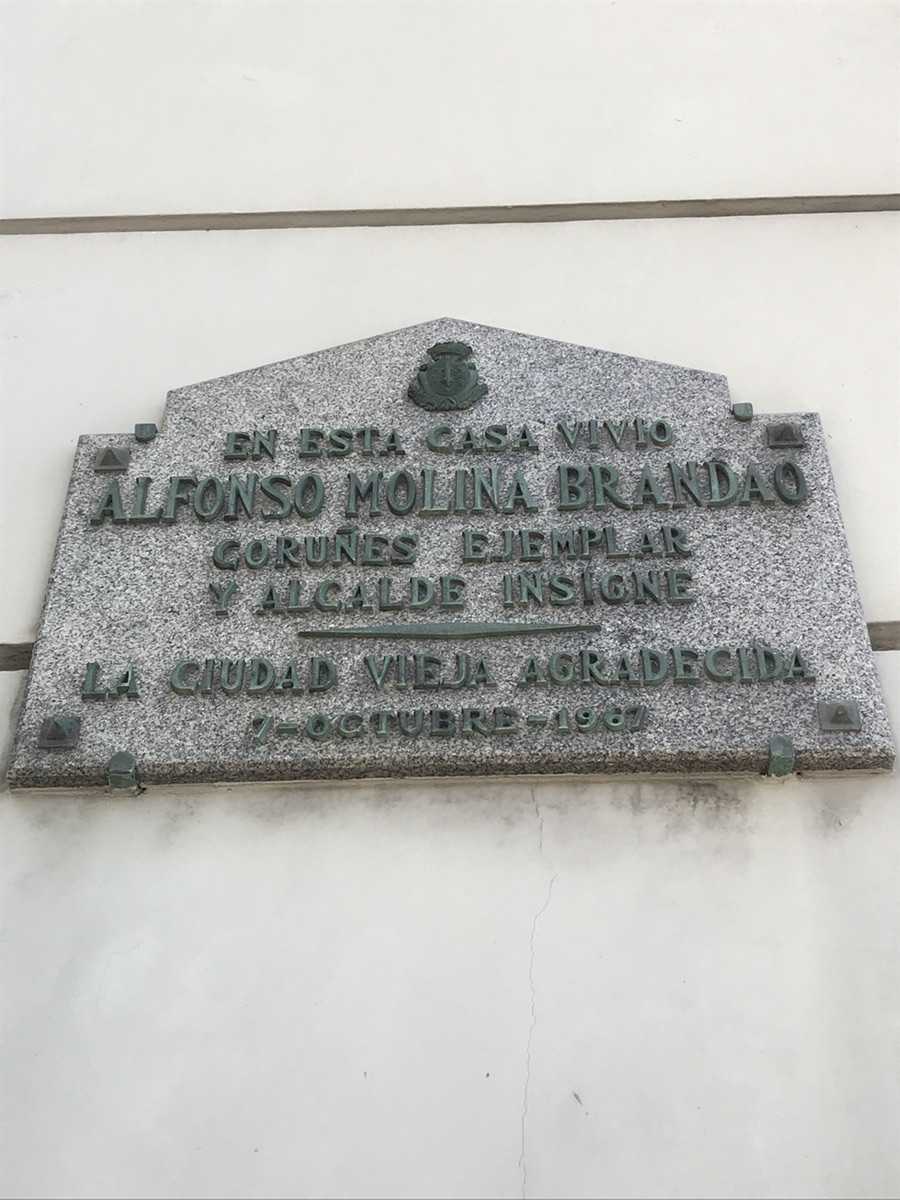 EN ESTA CASA VIVIO
ALFONSO MOLINA BRANDAO
CORUÑES EJEMPLAR
Y ALCALDE INSIGNE
LA CIUDAD VIEJA AGRADECIDA
7-OCTUBRE-1967